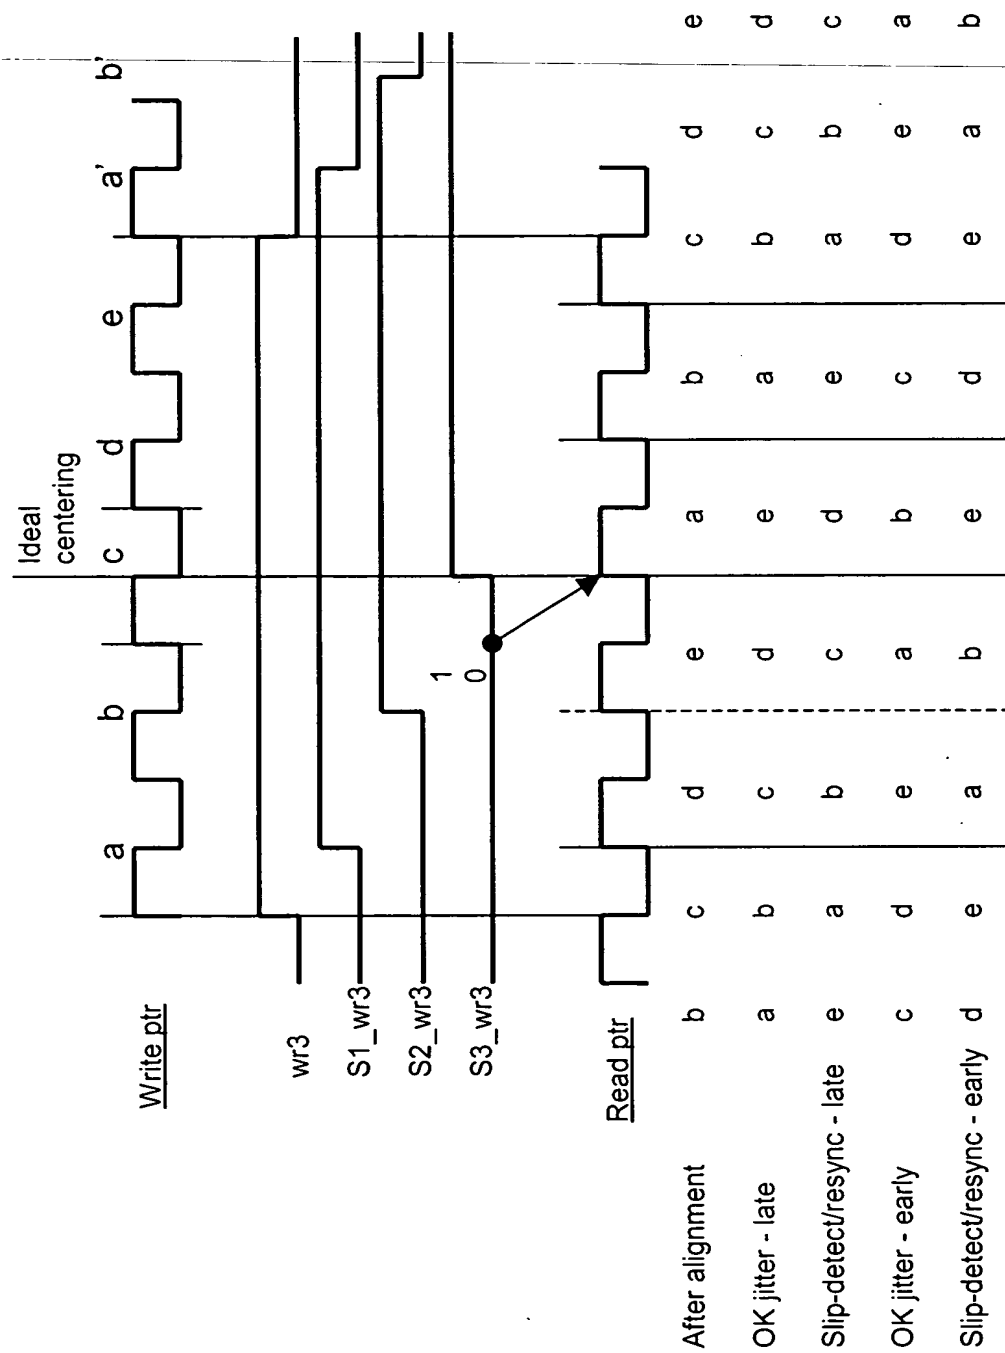 Ideal
centering
a b c d e a' b'
Write ptr
wr3
S1_wr3
S2_wr3
1
0
S3_wr3
Read ptr
After alignment b c d e a b c d e
OK jitter - late a b c d e a b c d
Slip-detect/resync - late e a b c d e a b c
OK jitter - early c d e a b c d e a
Slip-detect/resync - early d e a b e d e a b